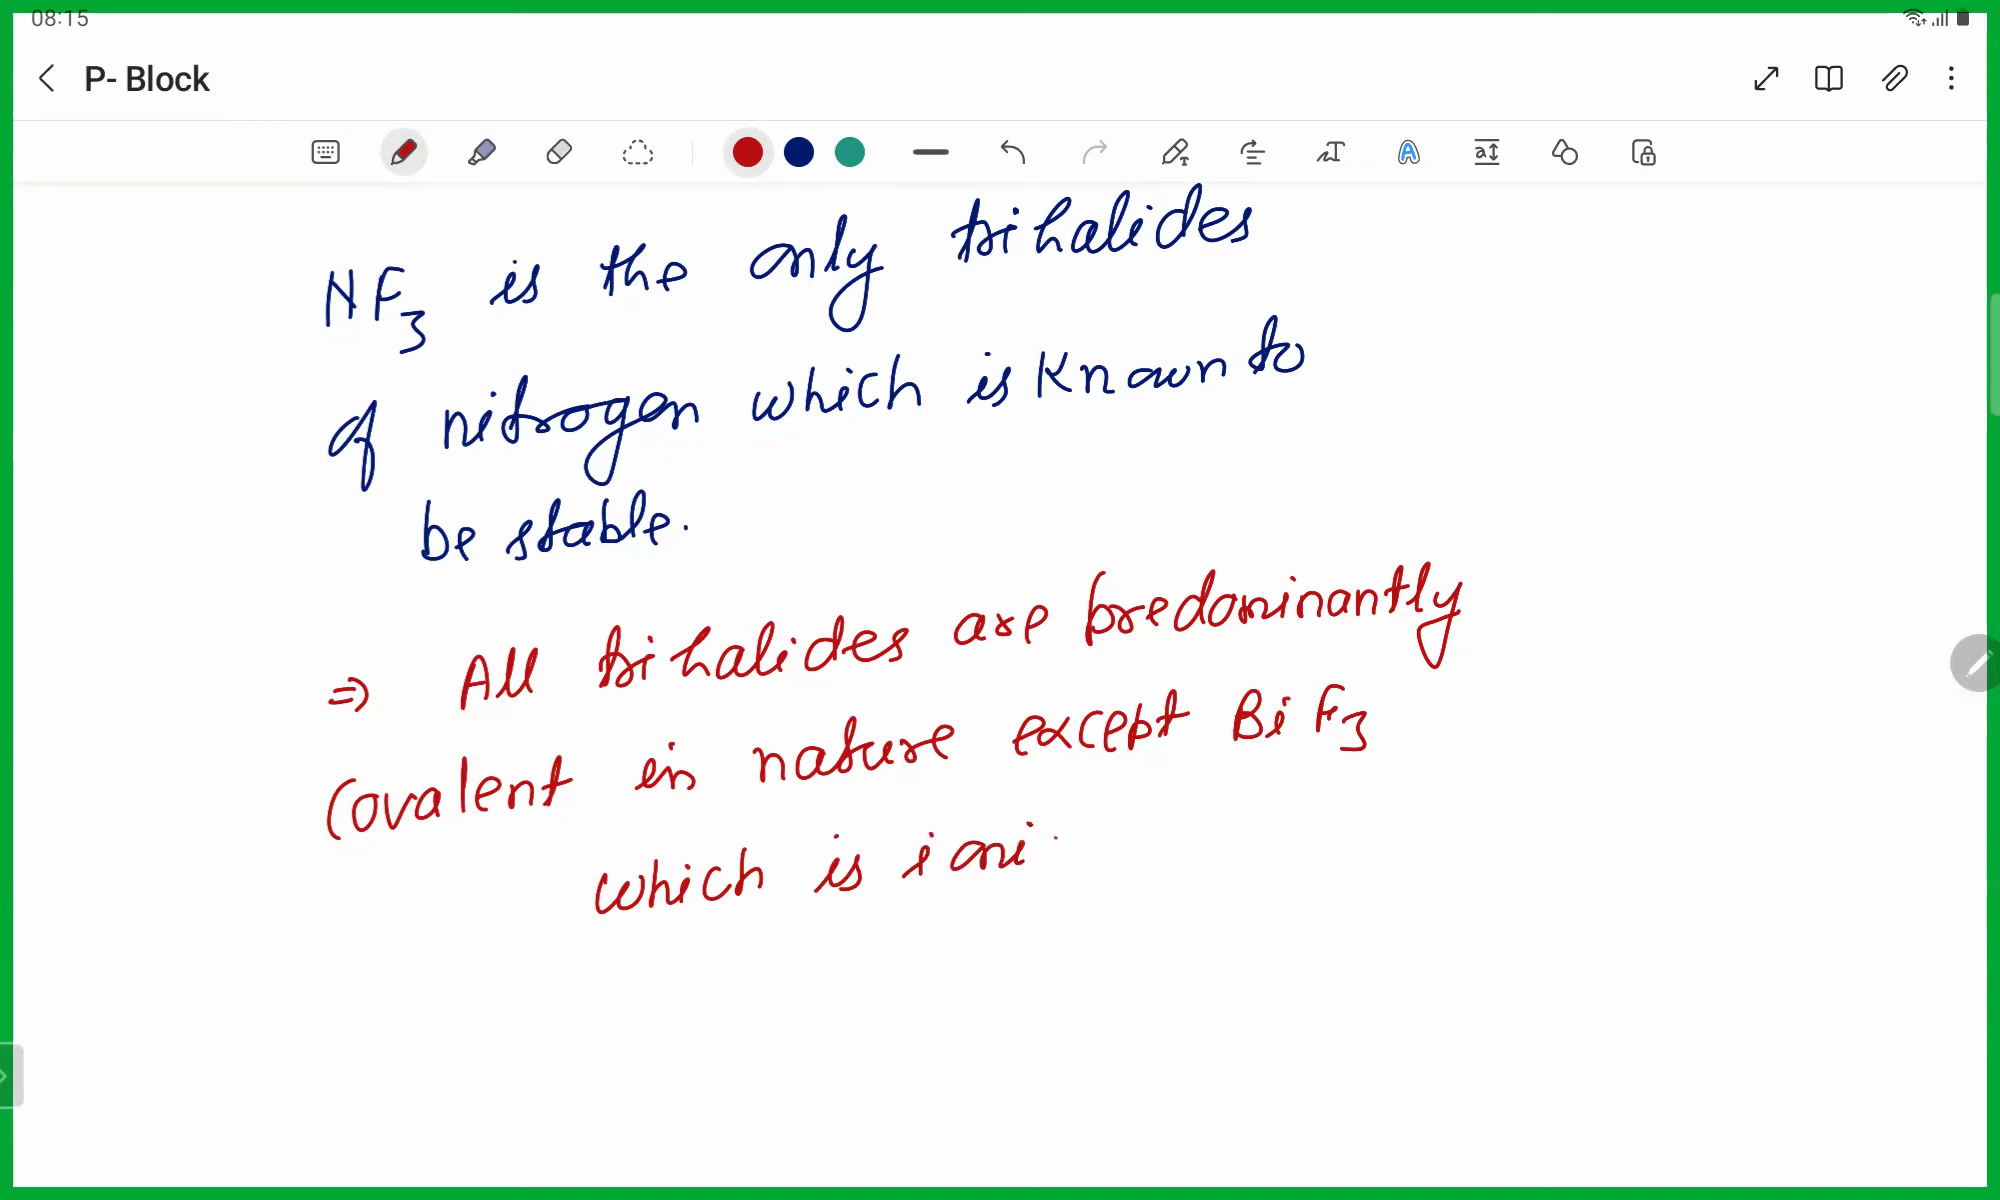 08:15
P- Block
NF3 is the only trihalides
of nitrogen which is known to
be stable.
⇒ All trihalides are predominantly
Covalent in nature except BiF3
which is ioni